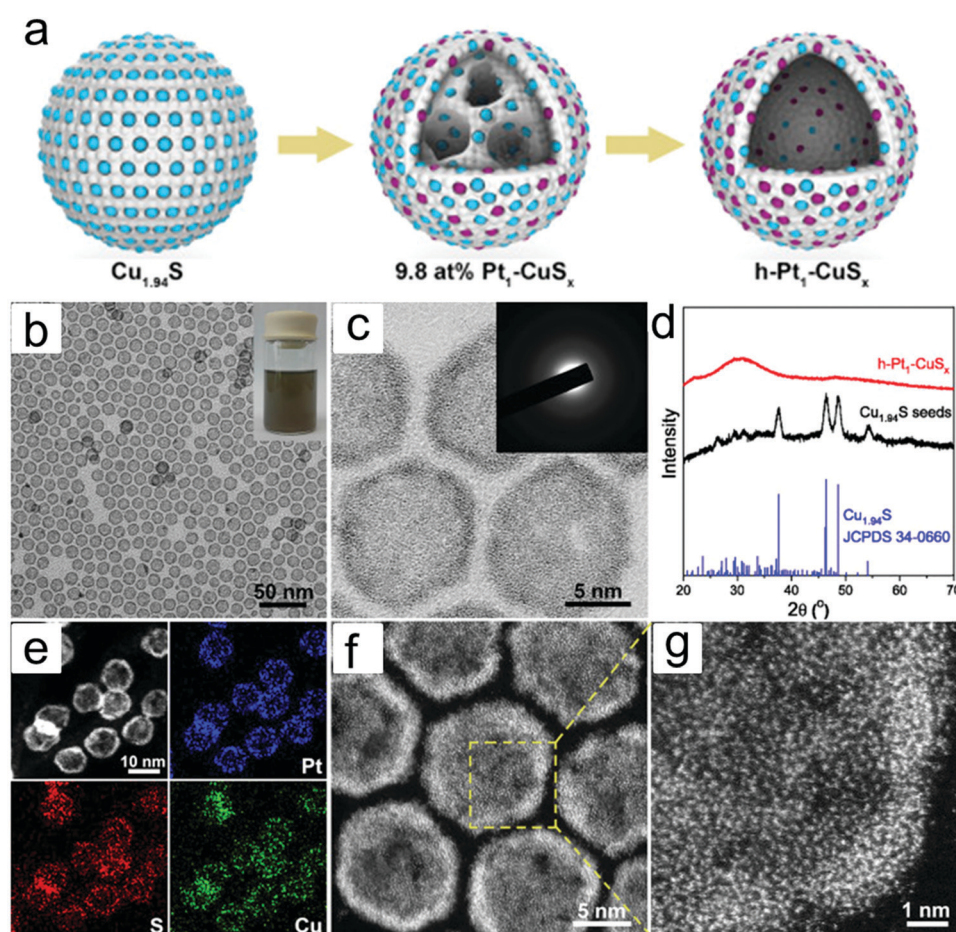 a
Cu₁.₉₄S
9.8 at% Pt₁-CuSₓ
h-Pt₁-CuSₓ
b
50 nm
c
5 nm
d
h-Pt₁-CuSₓ
Cu₁.₉₄S seeds
Cu₁.₉₄S
JCPDS 34-0660
Intensity
20 30 40 50 60 70
2θ (°)
e
10 nm
Pt
S
Cu
f
5 nm
g
1 nm